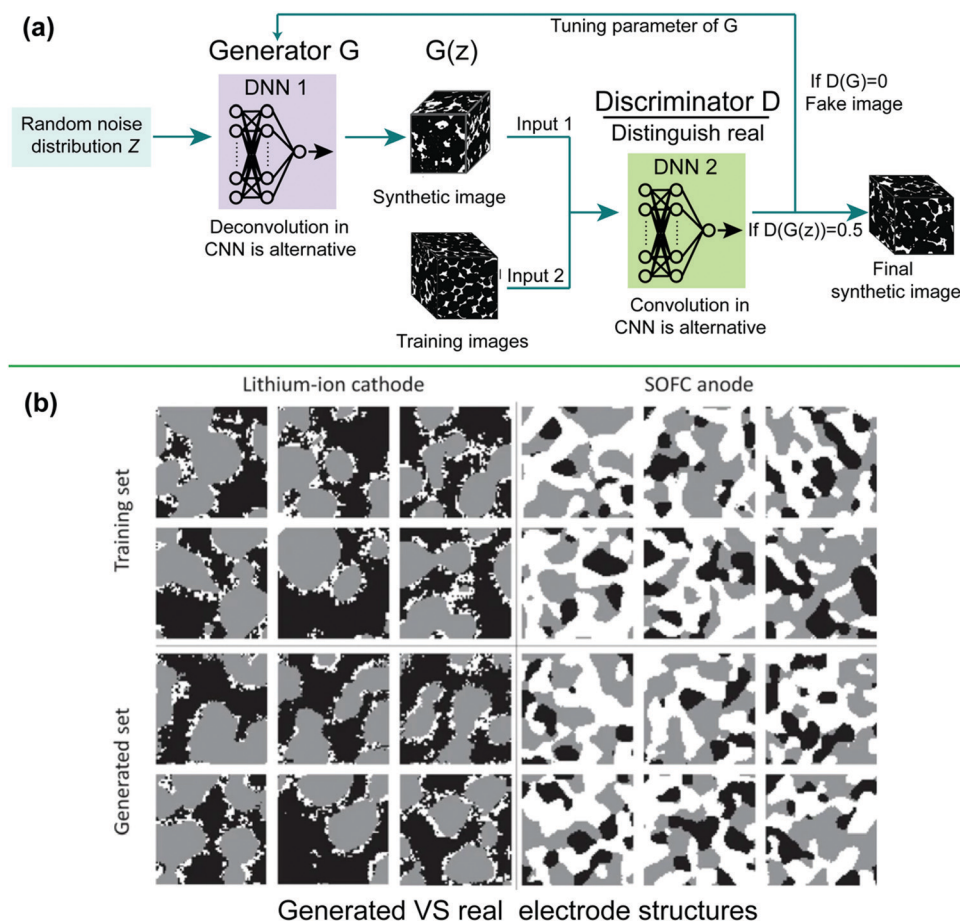 (a)
Tuning parameter of G
Generator G
G(z)
DNN 1
If D(G)=0
Fake image
Random noise
distribution Z
Input 1
Discriminator D
Distinguish real
DNN 2
Synthetic image
Deconvolution in
CNN is alternative
If D(G(z))=0.5
Input 2
Final
synthetic image
Training images
Convolution in
CNN is alternative
(b)
Lithium-ion cathode
SOFC anode
Training set
Generated set
Generated VS real electrode structures